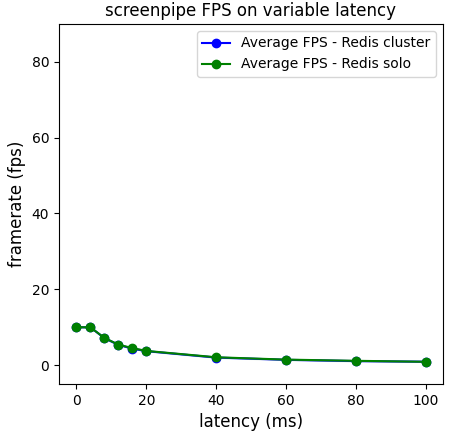 screenpipe FPS on variable latency
Average FPS - Redis cluster
Average FPS - Redis solo
framerate (fps)
80
60
40
20
0
0 20 40 60 80 100
latency (ms)